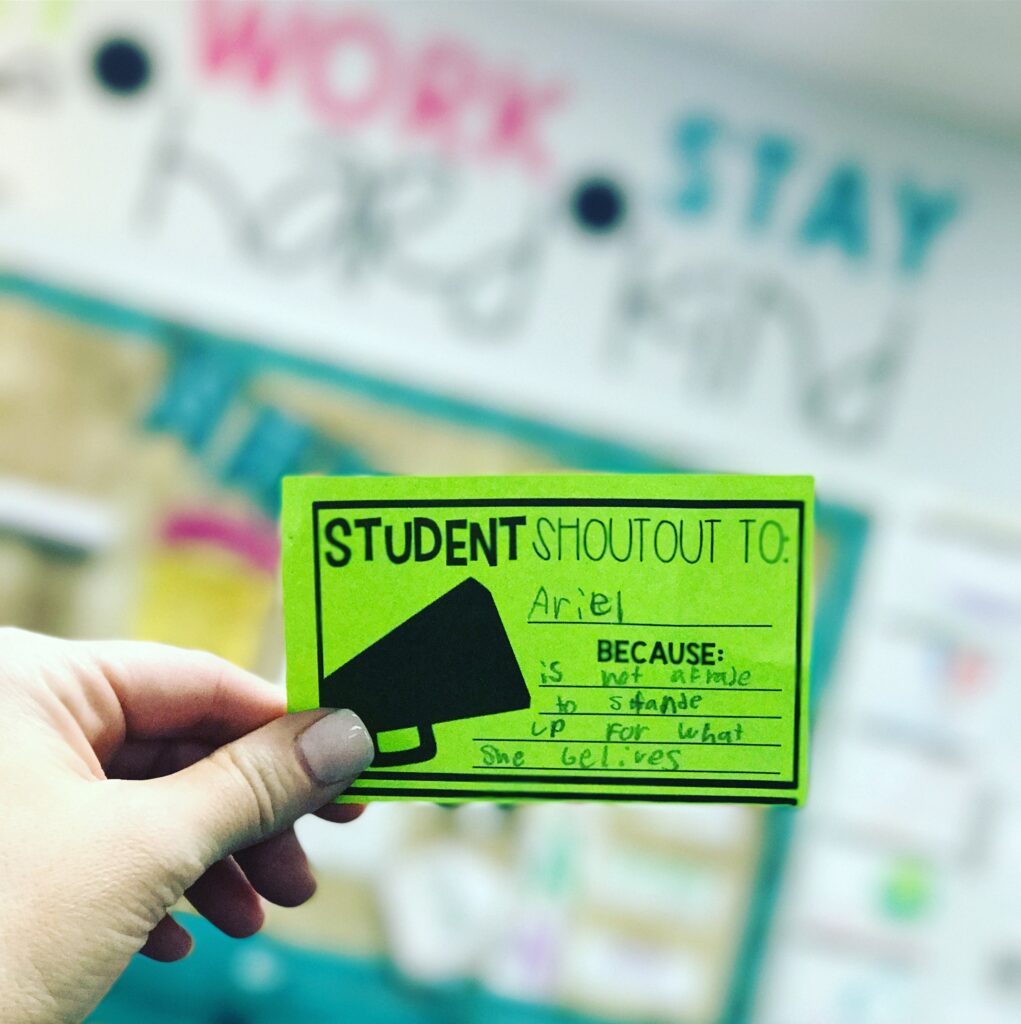 WORK STAY
hard kind
STUDENT SHOUTOUT TO:
Ariel
BECAUSE:
is not afrade
to stande
up for what
She belives